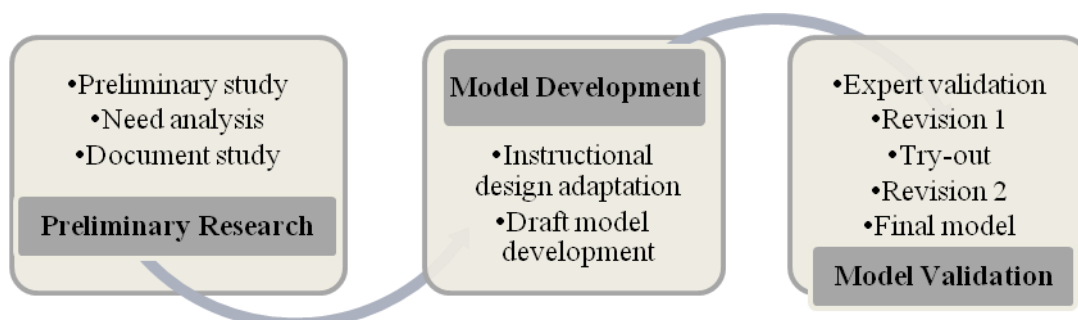 •Preliminary study
•Need analysis
•Document study
Preliminary Research
Model Development
•Instructional
design adaptation
•Draft model
development
•Expert validation
•Revision 1
•Try-out
•Revision 2
•Final model
Model Validation